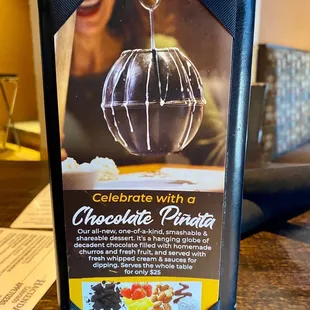 CELEBRATE WITH A
Chocolate Piñata
Our all-new, one-of-a-kind, smashable &
shareable dessert. It's a hanging globe of
decadent chocolate filled with homemade
churros and fresh fruit, and served with
fresh whipped cream & sauces for
dipping. Serves the whole table
for only $25